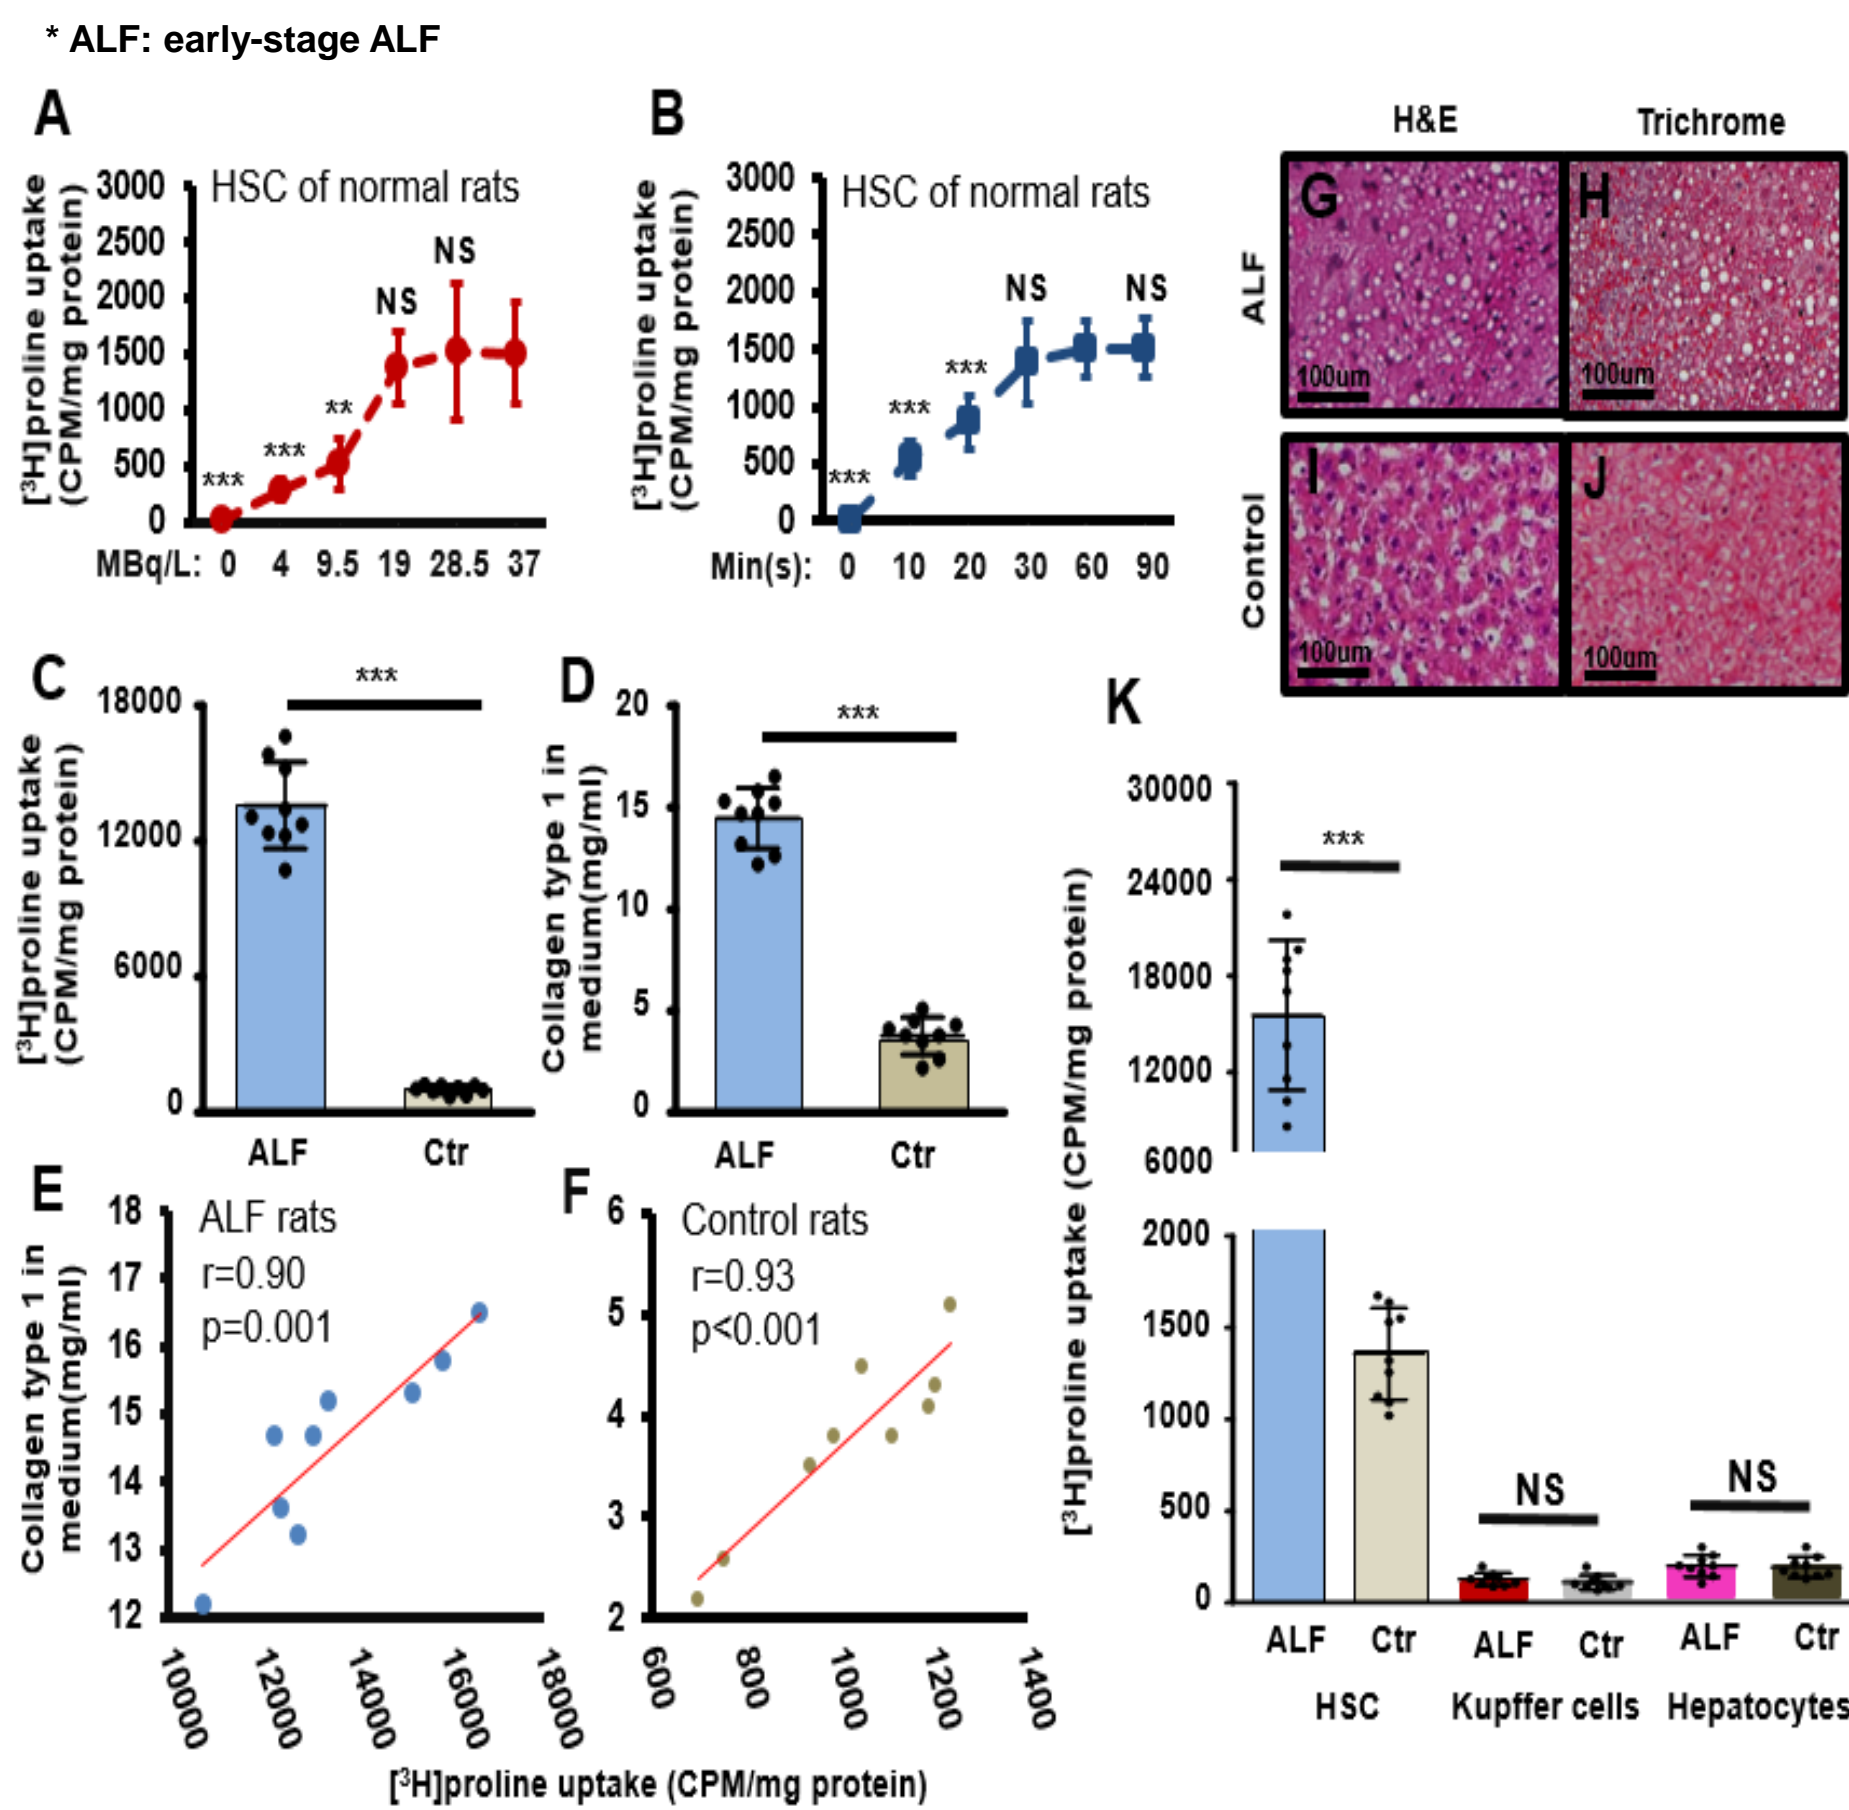 * ALF: early-stage ALF
A
[³H]proline uptake
(CPM/mg protein)
HSC of normal rats
3000
2500
2000
1500
1000
500
0
***
***
**
NS
NS
MBq/L: 0 4 9.5 19 28.5 37
B
[³H]proline uptake
(CPM/mg protein)
HSC of normal rats
3000
2500
2000
1500
1000
500
0
***
***
***
NS
NS
Min(s): 0 10 20 30 60 90
H&E
Trichrome
ALF
G
100um
H
100um
Control
I
100um
J
100um
C
[³H]proline uptake
(CPM/mg protein)
18000
12000
6000
0
***
ALF
Ctr
D
Collagen type 1 in
medium(mg/ml)
20
15
10
5
0
***
ALF
Ctr
E
Collagen type 1 in
medium(mg/ml)
18
17
16
15
14
13
12
ALF rats
r=0.90
p=0.001
10000
12000
14000
16000
18000
F
6
5
4
3
2
Control rats
r=0.93
p<0.001
600
800
1000
1200
1400
[³H]proline uptake (CPM/mg protein)
K
[³H]proline uptake (CPM/mg protein)
30000
24000
18000
12000
6000
2000
1500
1000
500
0
***
NS
NS
ALF
Ctr
ALF
Ctr
ALF
Ctr
HSC
Kupffer cells
Hepatocytes